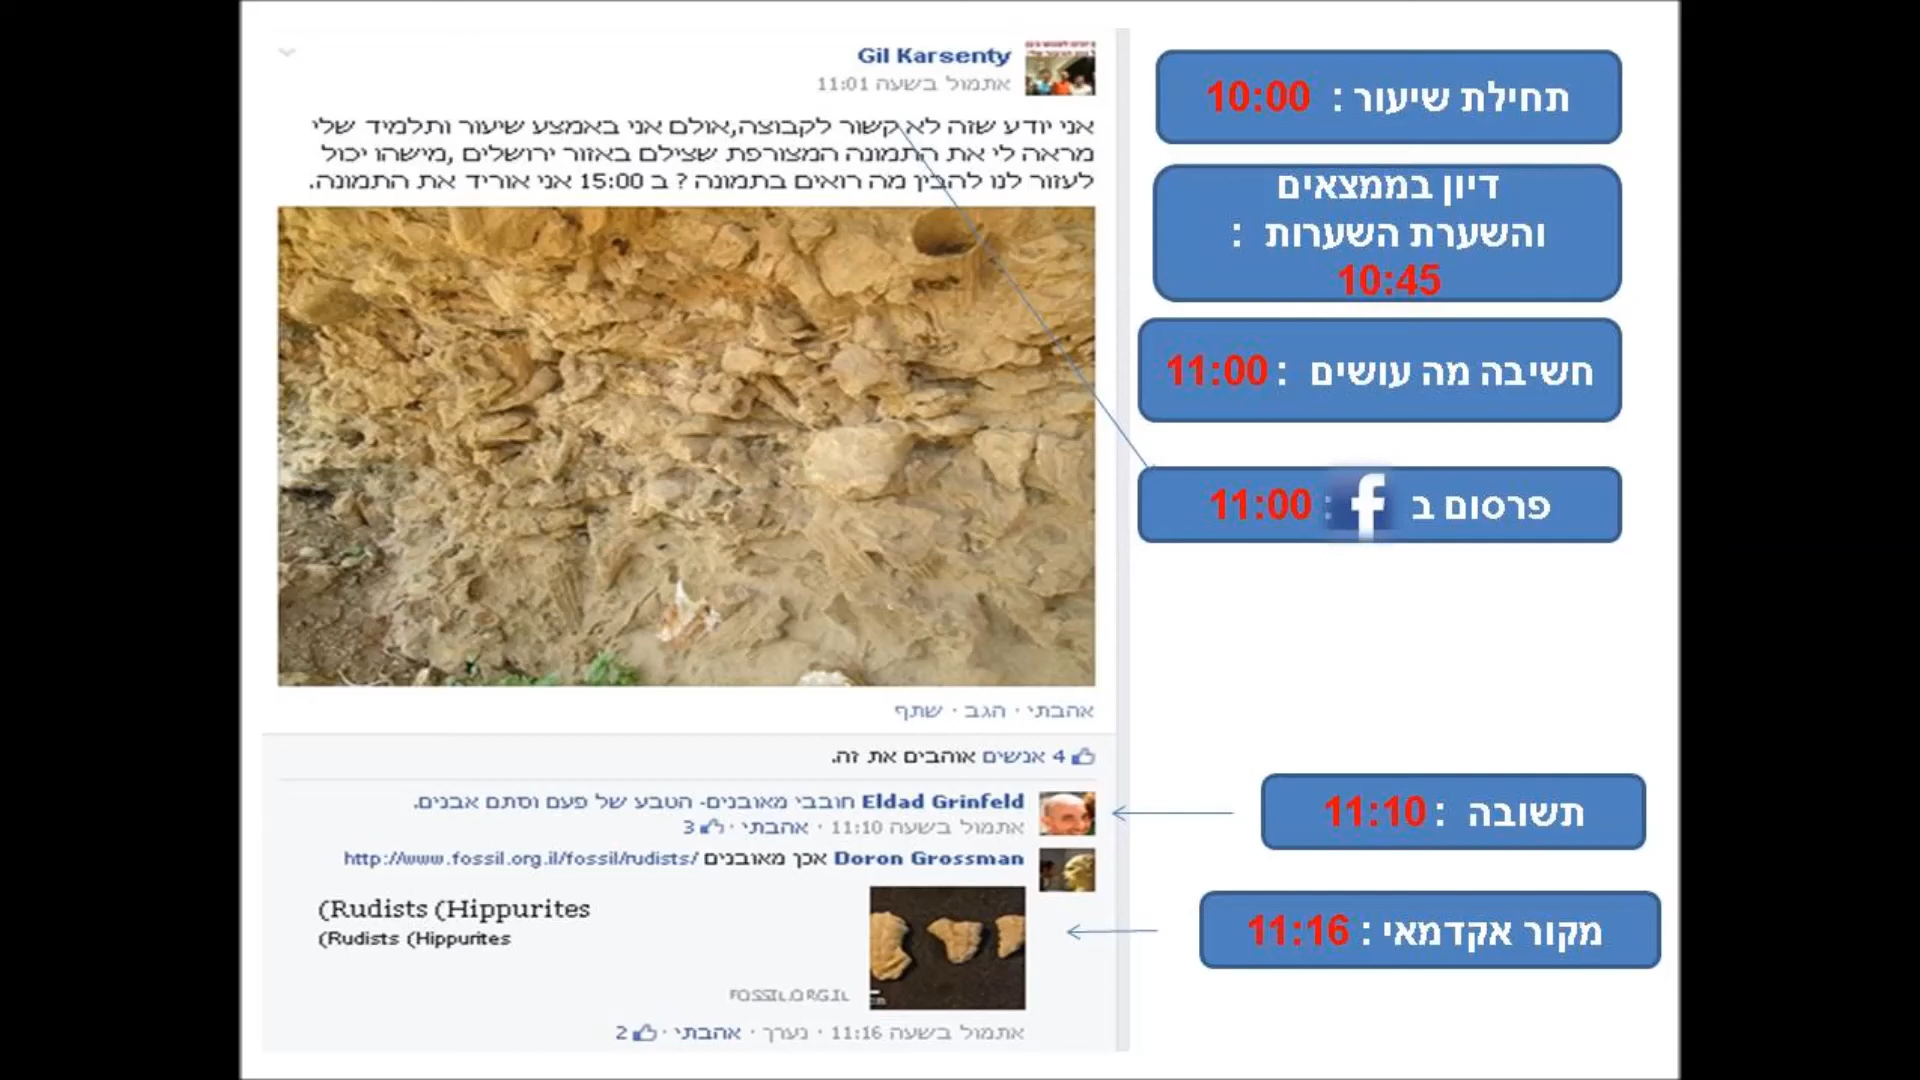 Gil Karsenty
אתמול בשעה 11:01
אני יודע שזה לא קשור לקבוצה,אולם אני באמצע שיעור ותלמיד שלי
מראה לי את התמונה המצורפת שצילם באזור ירושלים ,מישהו יכול
לעזור לנו להבין מה רואים בתמונה ? ב 15:00 אני אוריד את התמונה.
אהבתי · הגב · שתף
4 אנשים אוהבים את זה.
Eldad Grinfeld חובבי מאובנים- הטבע של פעם וסתם אבנים.
אתמול בשעה 11:10 · אהבתי · 3
Doron Grossman אכן מאובנים http://www.fossil.org.il/fossil/rudists/
(Rudists (Hippurites
(Rudists (Hippurites
FOSSIL.ORG.IL
אתמול בשעה 11:16 · נערך · אהבתי · 2
תחילת שיעור : 10:00
דיון בממצאים
והשערת השערות :
10:45
חשיבה מה עושים : 11:00
פרסום ב f : 11:00
תשובה : 11:10
מקור אקדמאי : 11:16